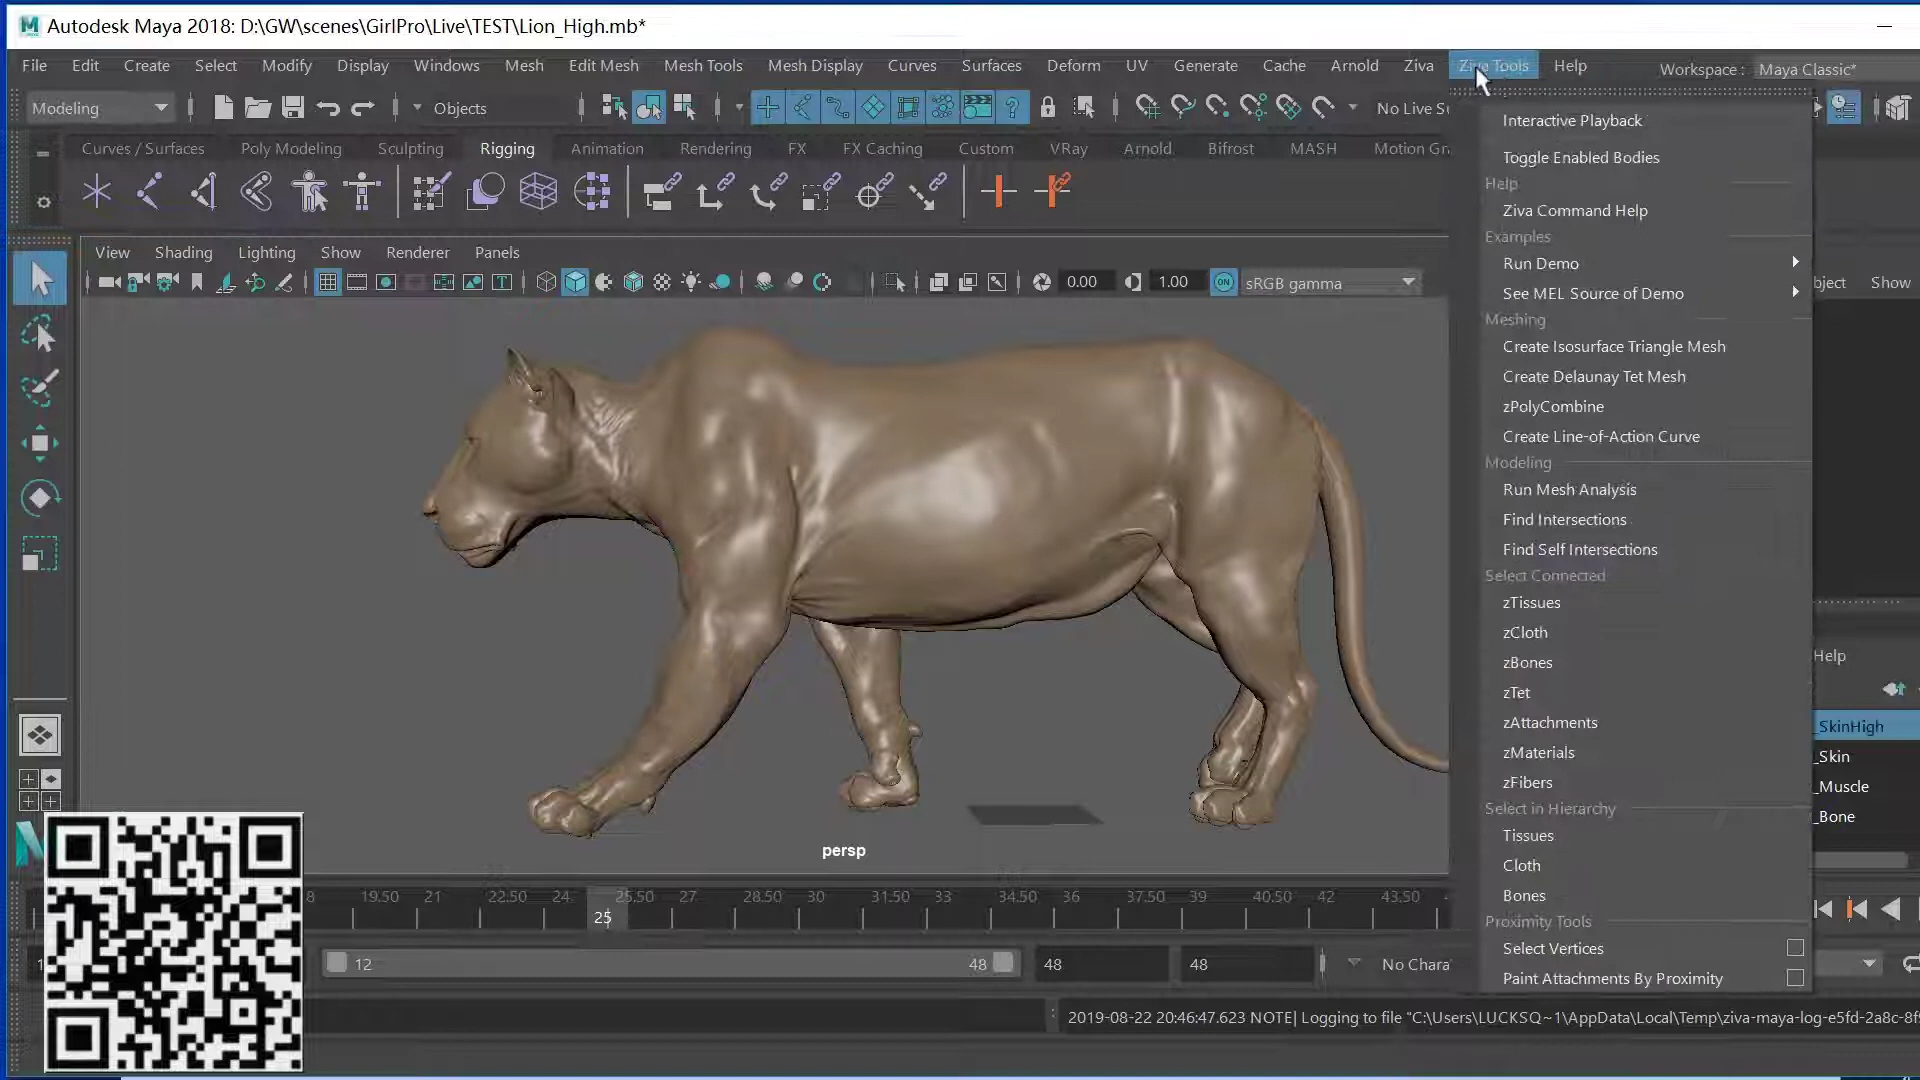 Autodesk Maya 2018: D:\GW\scenes\GirlPro\Live\TEST\Lion_High.mb*
File Edit Create Select Modify Display Windows Mesh Edit Mesh Mesh Tools Mesh Display Curves Surfaces Deform UV Generate Cache Arnold Ziva Ziva Tools Help Workspace : Maya Classic*
Modeling Objects No Live Su
Curves / Surfaces Poly Modeling Sculpting Rigging Animation Rendering FX FX Caching Custom VRay Arnold Bifrost MASH Motion Gra
View Shading Lighting Show Renderer Panels
0.00 1.00 ON sRGB gamma
Interactive Playback
Toggle Enabled Bodies
Help
Ziva Command Help
Examples
Run Demo
See MEL Source of Demo
Meshing
Create Isosurface Triangle Mesh
Create Delaunay Tet Mesh
zPolyCombine
Create Line-of-Action Curve
Modeling
Run Mesh Analysis
Find Intersections
Find Self Intersections
Select Connected
zTissues
zCloth
zBones
zTet
zAttachments
zMaterials
zFibers
Select in Hierarchy
Tissues
Cloth
Bones
Proximity Tools
Select Vertices
Paint Attachments By Proximity
bject Show
Help
_SkinHigh
_Skin
_Muscle
_Bone
persp
8 19.50 21 22.50 24 25.50 27 28.50 30 31.50 33 34.50 36 37.50 39 40.50 42 43.50
25
12 48 48 48 No Chara
2019-08-22 20:46:47.623 NOTE| Logging to file "C:\Users\LUCKSQ~1\AppData\Local\Temp\ziva-maya-log-e5fd-2a8c-8f